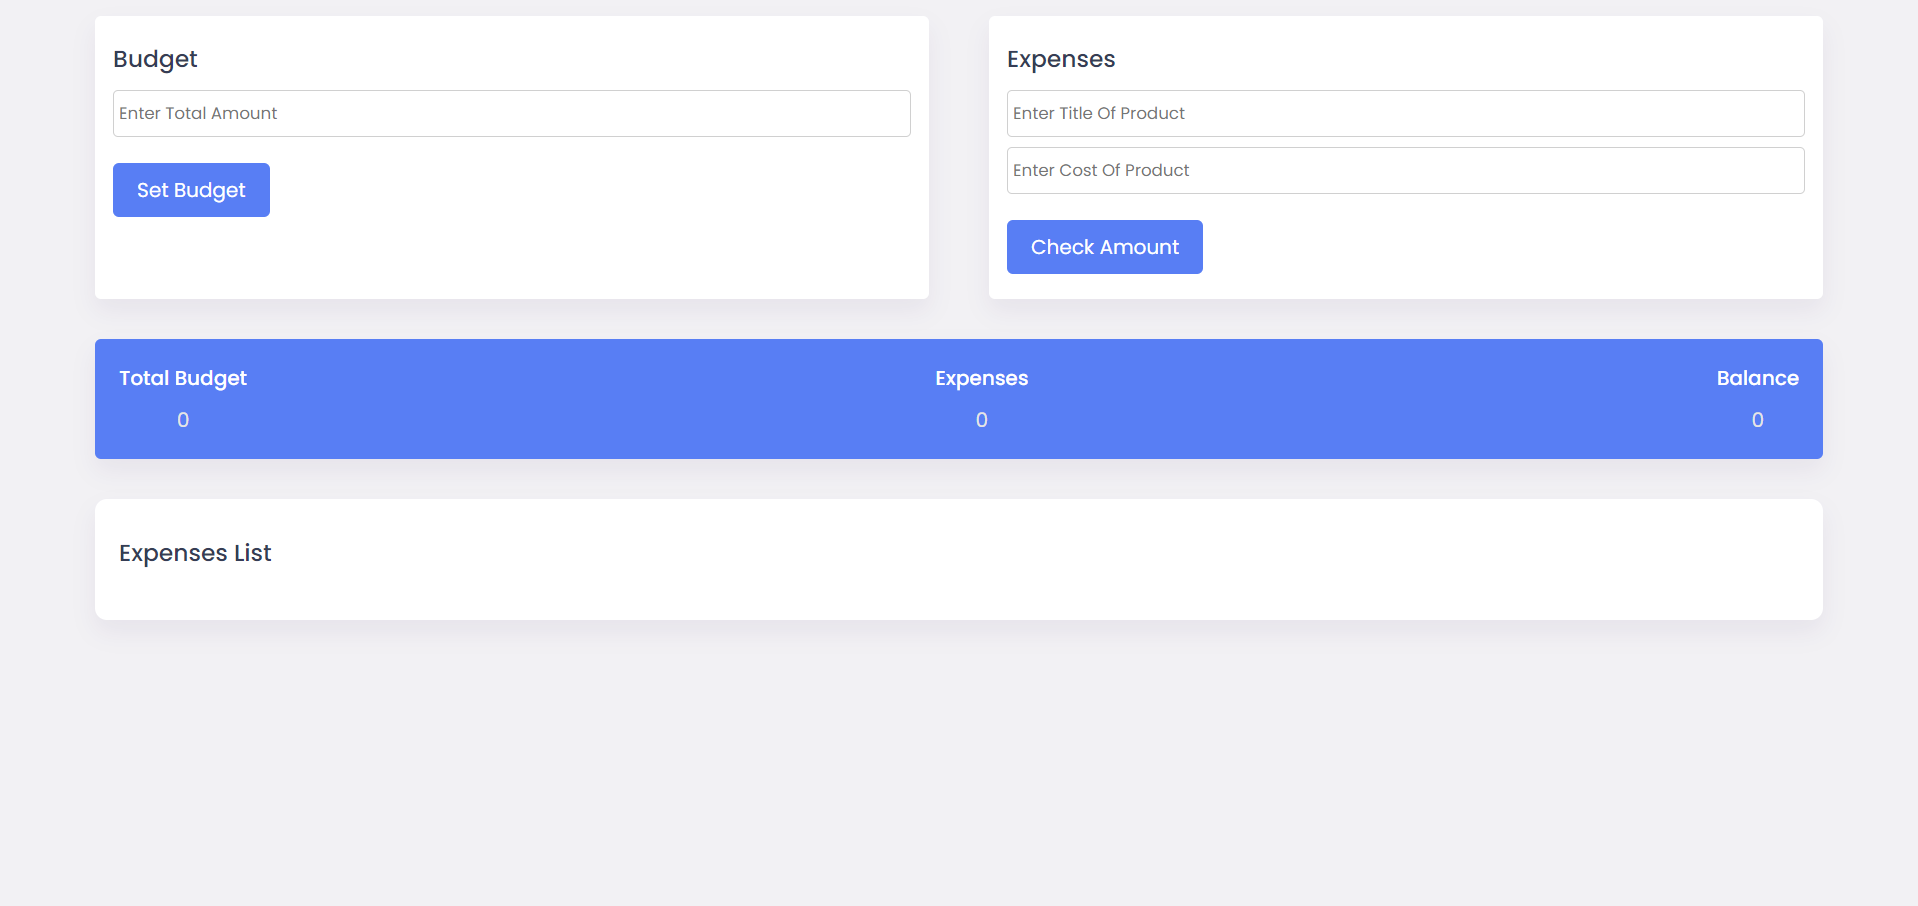 Budget
Enter Total Amount
Set Budget
Expenses
Enter Title Of Product
Enter Cost Of Product
Check Amount
Total Budget
0
Expenses
0
Balance
0
Expenses List